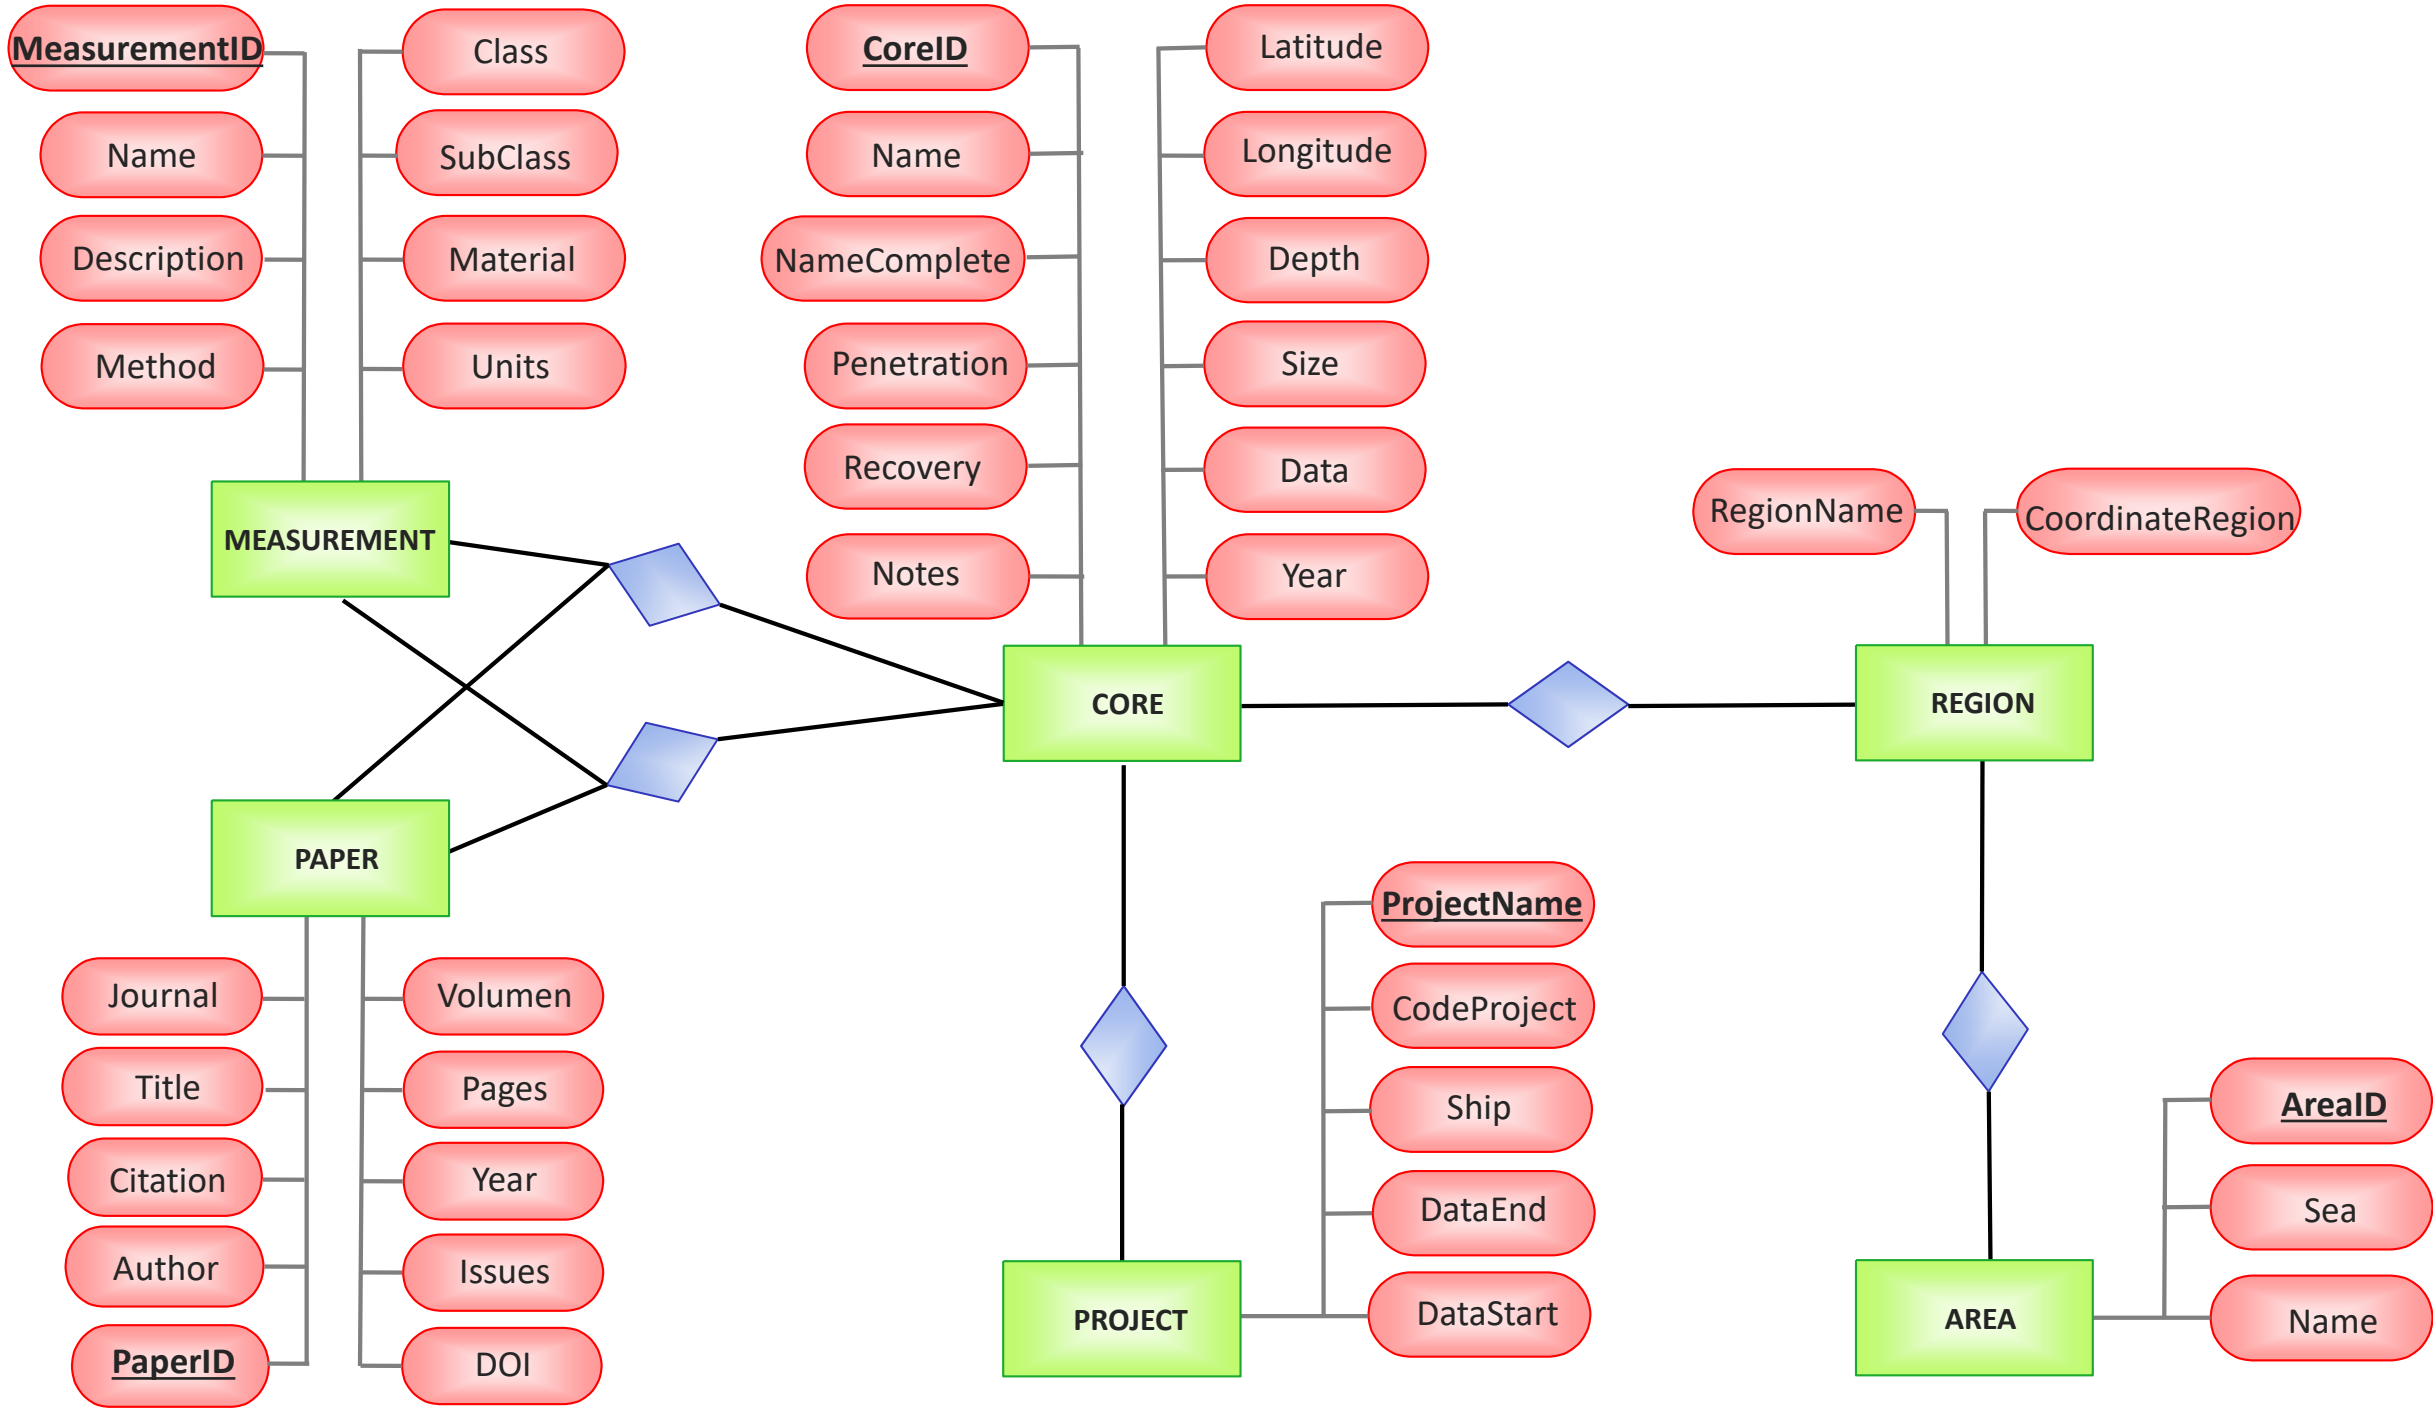 MeasurementID
Name
Description
Method
Class
SubClass
Material
Units
MEASUREMENT
CoreID
Name
NameComplete
Penetration
Recovery
Notes
Latitude
Longitude
Depth
Size
Data
Year
CORE
RegionName
CoordinateRegion
REGION
PAPER
Journal
Title
Citation
Author
PaperID
Volumen
Pages
Year
Issues
DOI
ProjectName
CodeProject
Ship
DataEnd
DataStart
PROJECT
AreaID
Sea
Name
AREA